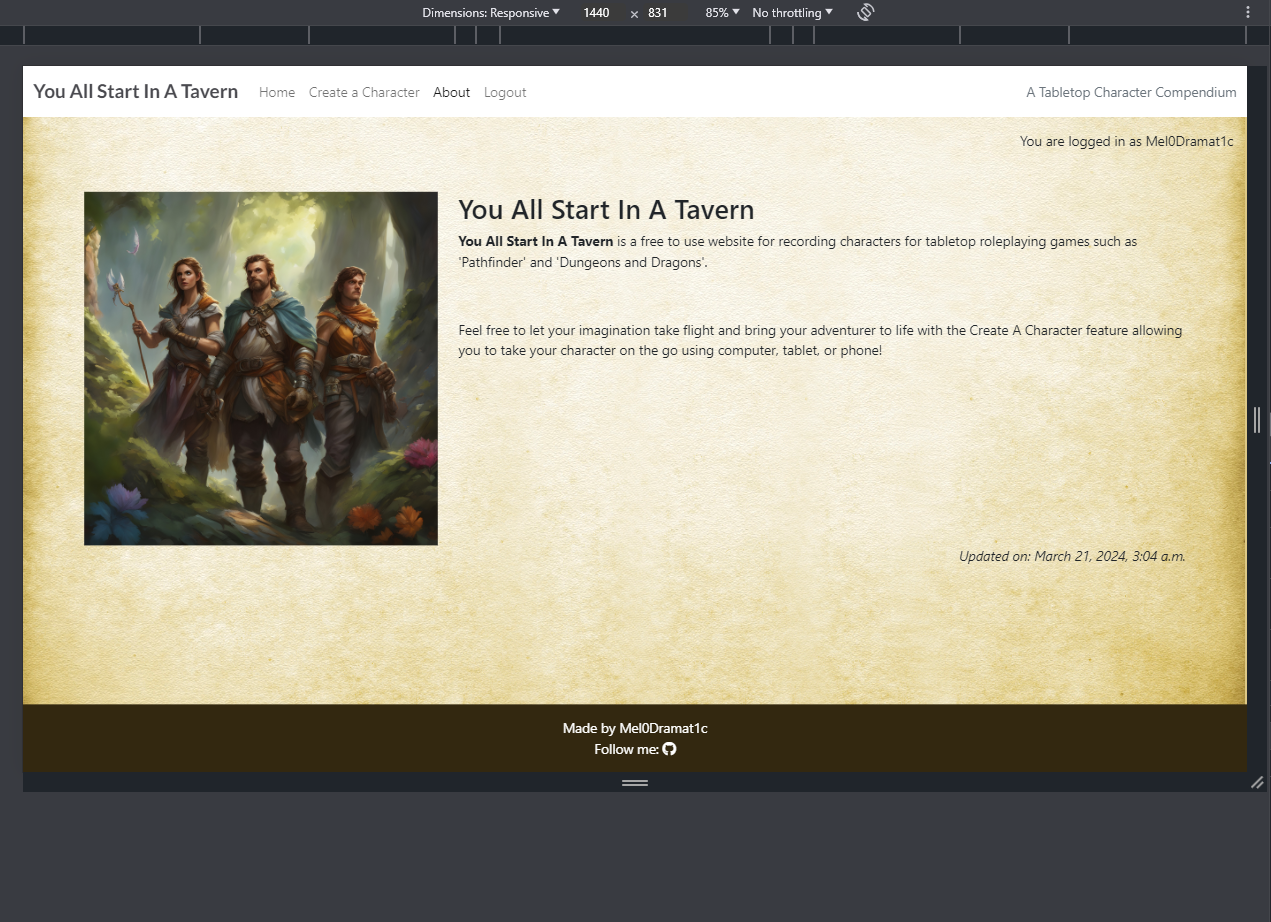 Dimensions: Responsive 1440 × 831 85% No throttling
You All Start In A Tavern Home Create a Character About Logout A Tabletop Character Compendium
You are logged in as Mel0Dramat1c
You All Start In A Tavern
You All Start In A Tavern is a free to use website for recording characters for tabletop roleplaying games such as
'Pathfinder' and 'Dungeons and Dragons'.
Feel free to let your imagination take flight and bring your adventurer to life with the Create A Character feature allowing
you to take your character on the go using computer, tablet, or phone!
Updated on: March 21, 2024, 3:04 a.m.
Made by Mel0Dramat1c
Follow me: